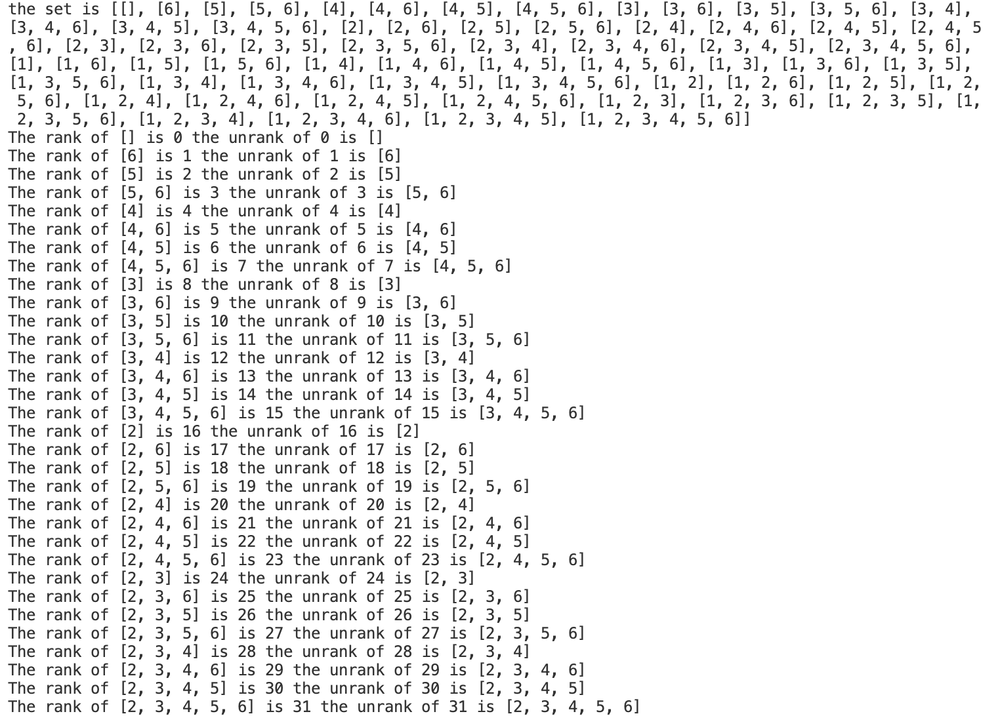 the set is [[], [6], [5], [5, 6], [4], [4, 6], [4, 5], [4, 5, 6], [3], [3, 6], [3, 5], [3, 5, 6], [3, 4],
[3, 4, 6], [3, 4, 5], [3, 4, 5, 6], [2], [2, 6], [2, 5], [2, 5, 6], [2, 4], [2, 4, 6], [2, 4, 5], [2, 4, 5
, 6], [2, 3], [2, 3, 6], [2, 3, 5], [2, 3, 5, 6], [2, 3, 4], [2, 3, 4, 6], [2, 3, 4, 5], [2, 3, 4, 5, 6],
[1], [1, 6], [1, 5], [1, 5, 6], [1, 4], [1, 4, 6], [1, 4, 5], [1, 4, 5, 6], [1, 3], [1, 3, 6], [1, 3, 5],
[1, 3, 5, 6], [1, 3, 4], [1, 3, 4, 6], [1, 3, 4, 5], [1, 3, 4, 5, 6], [1, 2], [1, 2, 6], [1, 2, 5], [1, 2,
5, 6], [1, 2, 4], [1, 2, 4, 6], [1, 2, 4, 5], [1, 2, 4, 5, 6], [1, 2, 3], [1, 2, 3, 6], [1, 2, 3, 5], [1,
2, 3, 5, 6], [1, 2, 3, 4], [1, 2, 3, 4, 6], [1, 2, 3, 4, 5], [1, 2, 3, 4, 5, 6]]
The rank of [] is 0 the unrank of 0 is []
The rank of [6] is 1 the unrank of 1 is [6]
The rank of [5] is 2 the unrank of 2 is [5]
The rank of [5, 6] is 3 the unrank of 3 is [5, 6]
The rank of [4] is 4 the unrank of 4 is [4]
The rank of [4, 6] is 5 the unrank of 5 is [4, 6]
The rank of [4, 5] is 6 the unrank of 6 is [4, 5]
The rank of [4, 5, 6] is 7 the unrank of 7 is [4, 5, 6]
The rank of [3] is 8 the unrank of 8 is [3]
The rank of [3, 6] is 9 the unrank of 9 is [3, 6]
The rank of [3, 5] is 10 the unrank of 10 is [3, 5]
The rank of [3, 5, 6] is 11 the unrank of 11 is [3, 5, 6]
The rank of [3, 4] is 12 the unrank of 12 is [3, 4]
The rank of [3, 4, 6] is 13 the unrank of 13 is [3, 4, 6]
The rank of [3, 4, 5] is 14 the unrank of 14 is [3, 4, 5]
The rank of [3, 4, 5, 6] is 15 the unrank of 15 is [3, 4, 5, 6]
The rank of [2] is 16 the unrank of 16 is [2]
The rank of [2, 6] is 17 the unrank of 17 is [2, 6]
The rank of [2, 5] is 18 the unrank of 18 is [2, 5]
The rank of [2, 5, 6] is 19 the unrank of 19 is [2, 5, 6]
The rank of [2, 4] is 20 the unrank of 20 is [2, 4]
The rank of [2, 4, 6] is 21 the unrank of 21 is [2, 4, 6]
The rank of [2, 4, 5] is 22 the unrank of 22 is [2, 4, 5]
The rank of [2, 4, 5, 6] is 23 the unrank of 23 is [2, 4, 5, 6]
The rank of [2, 3] is 24 the unrank of 24 is [2, 3]
The rank of [2, 3, 6] is 25 the unrank of 25 is [2, 3, 6]
The rank of [2, 3, 5] is 26 the unrank of 26 is [2, 3, 5]
The rank of [2, 3, 5, 6] is 27 the unrank of 27 is [2, 3, 5, 6]
The rank of [2, 3, 4] is 28 the unrank of 28 is [2, 3, 4]
The rank of [2, 3, 4, 6] is 29 the unrank of 29 is [2, 3, 4, 6]
The rank of [2, 3, 4, 5] is 30 the unrank of 30 is [2, 3, 4, 5]
The rank of [2, 3, 4, 5, 6] is 31 the unrank of 31 is [2, 3, 4, 5, 6]